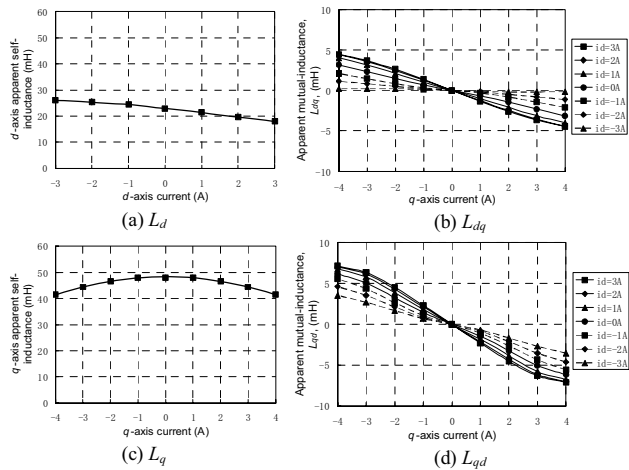 d-axis apparent self-
inductance (mH)
60
50
40
30
20
10
0
-3 -2 -1 0 1 2 3
d-axis current (A)
(a) Ld
Apparent mutual-inductance,
Ldq, (mH)
10
5
0
-5
-10
-4 -3 -2 -1 0 1 2 3 4
q-axis current (A)
id=3A
id=2A
id=1A
id=0A
id=-1A
id=-2A
id=-3A
(b) Ldq
q-axis apparent self-
inductance (mH)
60
50
40
30
20
10
0
-4 -3 -2 -1 0 1 2 3 4
q-axis current (A)
(c) Lq
Apparent mutual-inductance,
Lqd, (mH)
10
5
0
-5
-10
-4 -3 -2 -1 0 1 2 3 4
q-axis current (A)
id=3A
id=2A
id=1A
id=0A
id=-1A
id=-2A
id=-3A
(d) Lqd